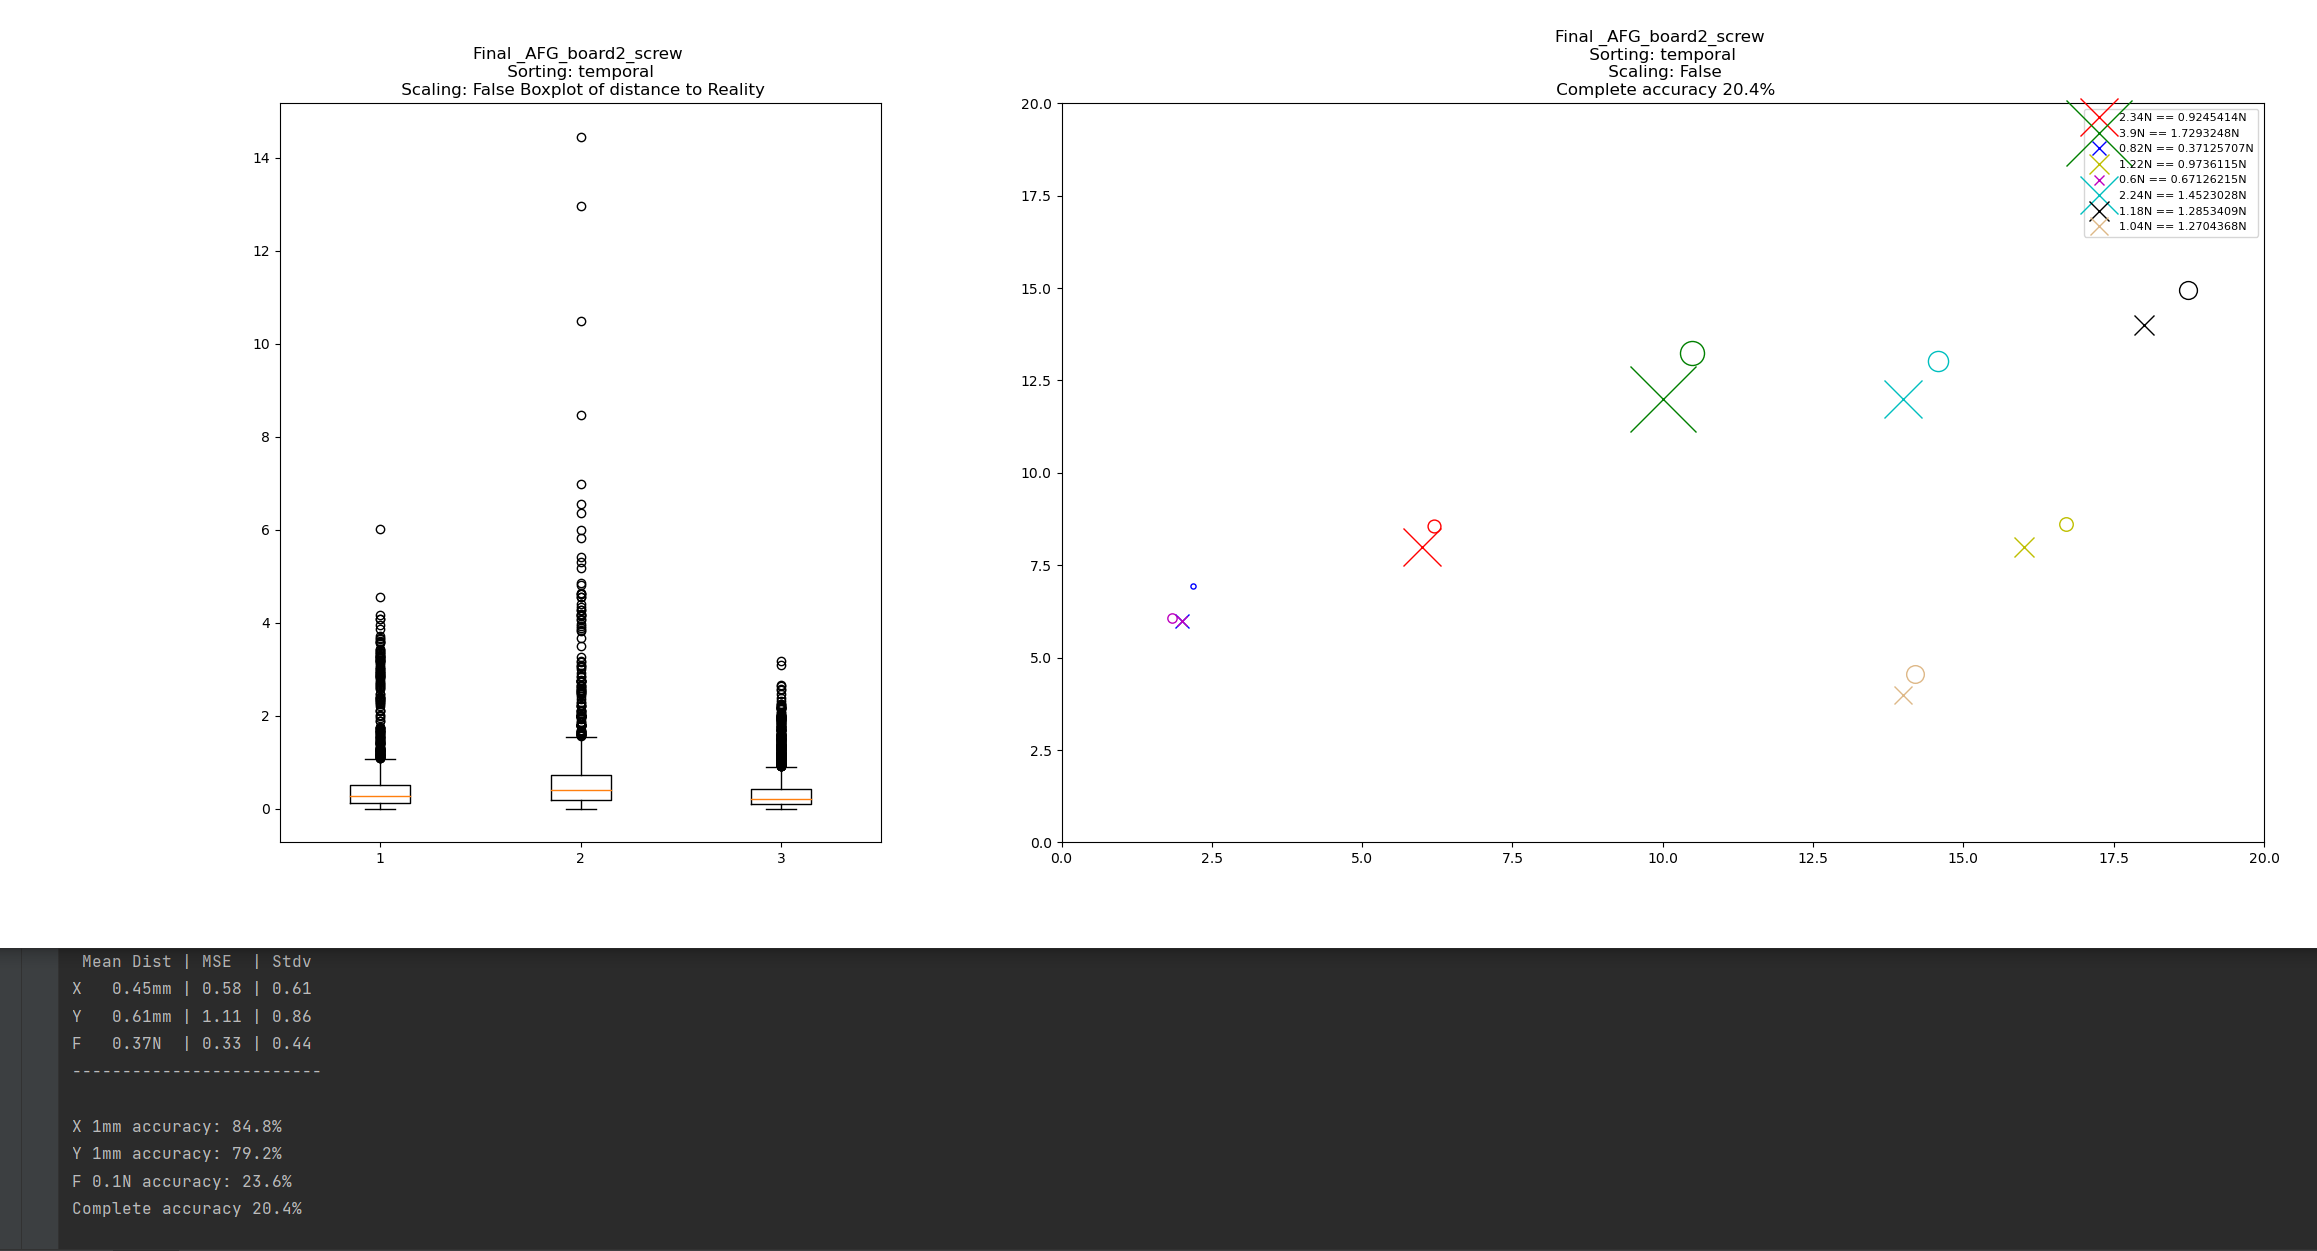 Final _AFG_board2_screw
Sorting: temporal
Scaling: False Boxplot of distance to Reality
14
12
10
8
6
4
2
0
1
2
3
Final _AFG_board2_screw
Sorting: temporal
Scaling: False
Complete accuracy 20.4%
20.0
17.5
15.0
12.5
10.0
7.5
5.0
2.5
0.0
0.0
2.5
5.0
7.5
10.0
12.5
15.0
17.5
20.0
2.34N == 0.9245414N
3.9N == 1.7293248N
0.82N == 0.37125707N
1.22N == 0.9736115N
0.6N == 0.67126215N
2.24N == 1.4523028N
1.18N == 1.2853409N
1.04N == 1.2704368N
Mean Dist | MSE  | Stdv
X   0.45mm | 0.58 | 0.61
Y   0.61mm | 1.11 | 0.86
F   0.37N  | 0.33 | 0.44
-------------------------
X 1mm accuracy: 84.8%
Y 1mm accuracy: 79.2%
F 0.1N accuracy: 23.6%
Complete accuracy 20.4%